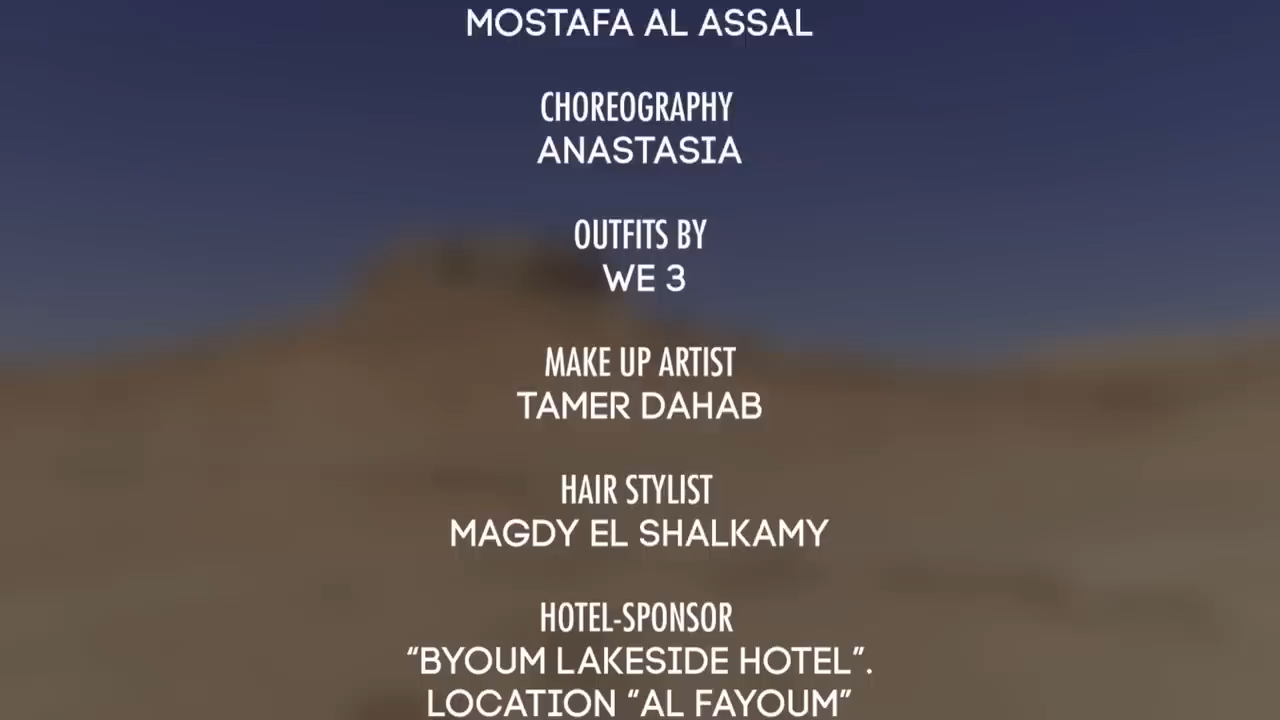 MOSTAFA AL ASSAL
CHOREOGRAPHY
ANASTASIA
OUTFITS BY
WE 3
MAKE UP ARTIST
TAMER DAHAB
HAIR STYLIST
MAGDY EL SHALKAMY
HOTEL-SPONSOR
“BYOUM LAKESIDE HOTEL”.
LOCATION “AL FAYOUM”